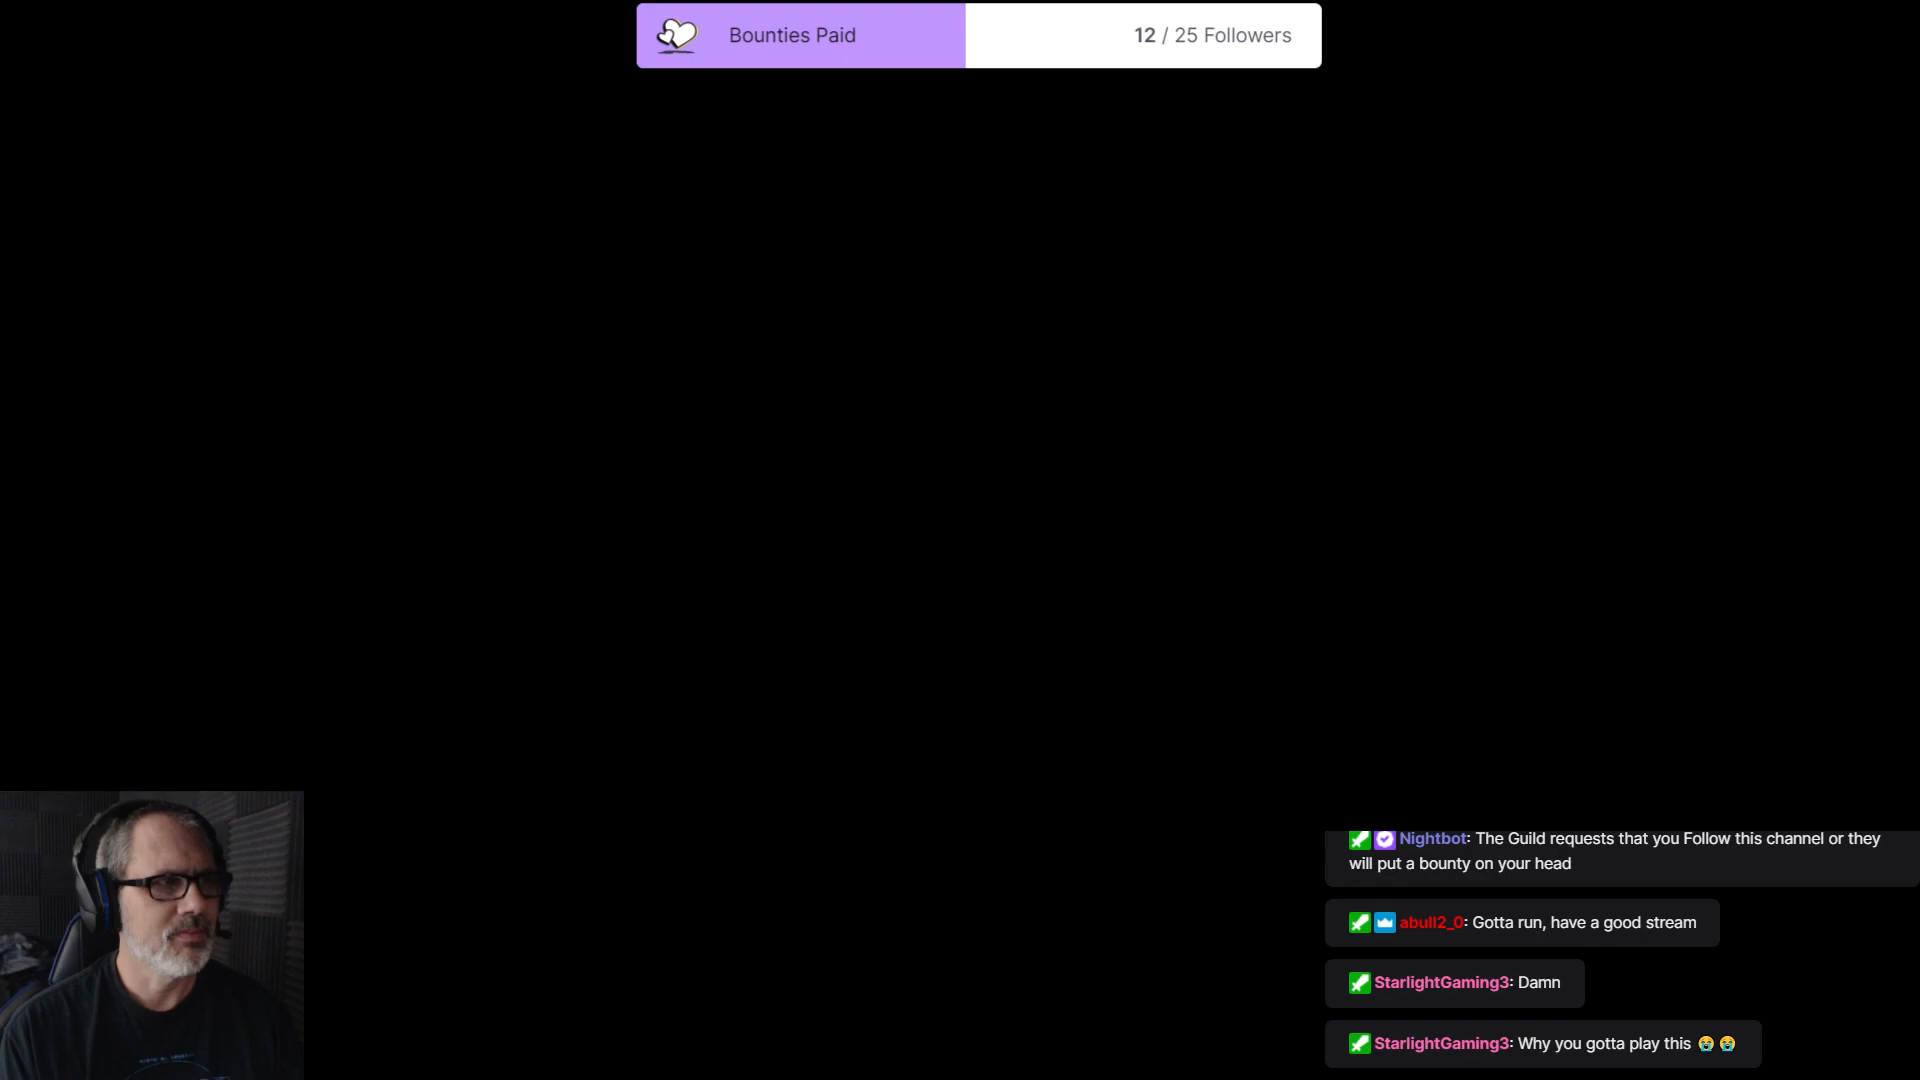 Bounties Paid
12 / 25 Followers
Nightbot: The Guild requests that you Follow this channel or they
will put a bounty on your head
abull2_0: Gotta run, have a good stream
StarlightGaming3: Damn
StarlightGaming3: Why you gotta play this 😭 😭